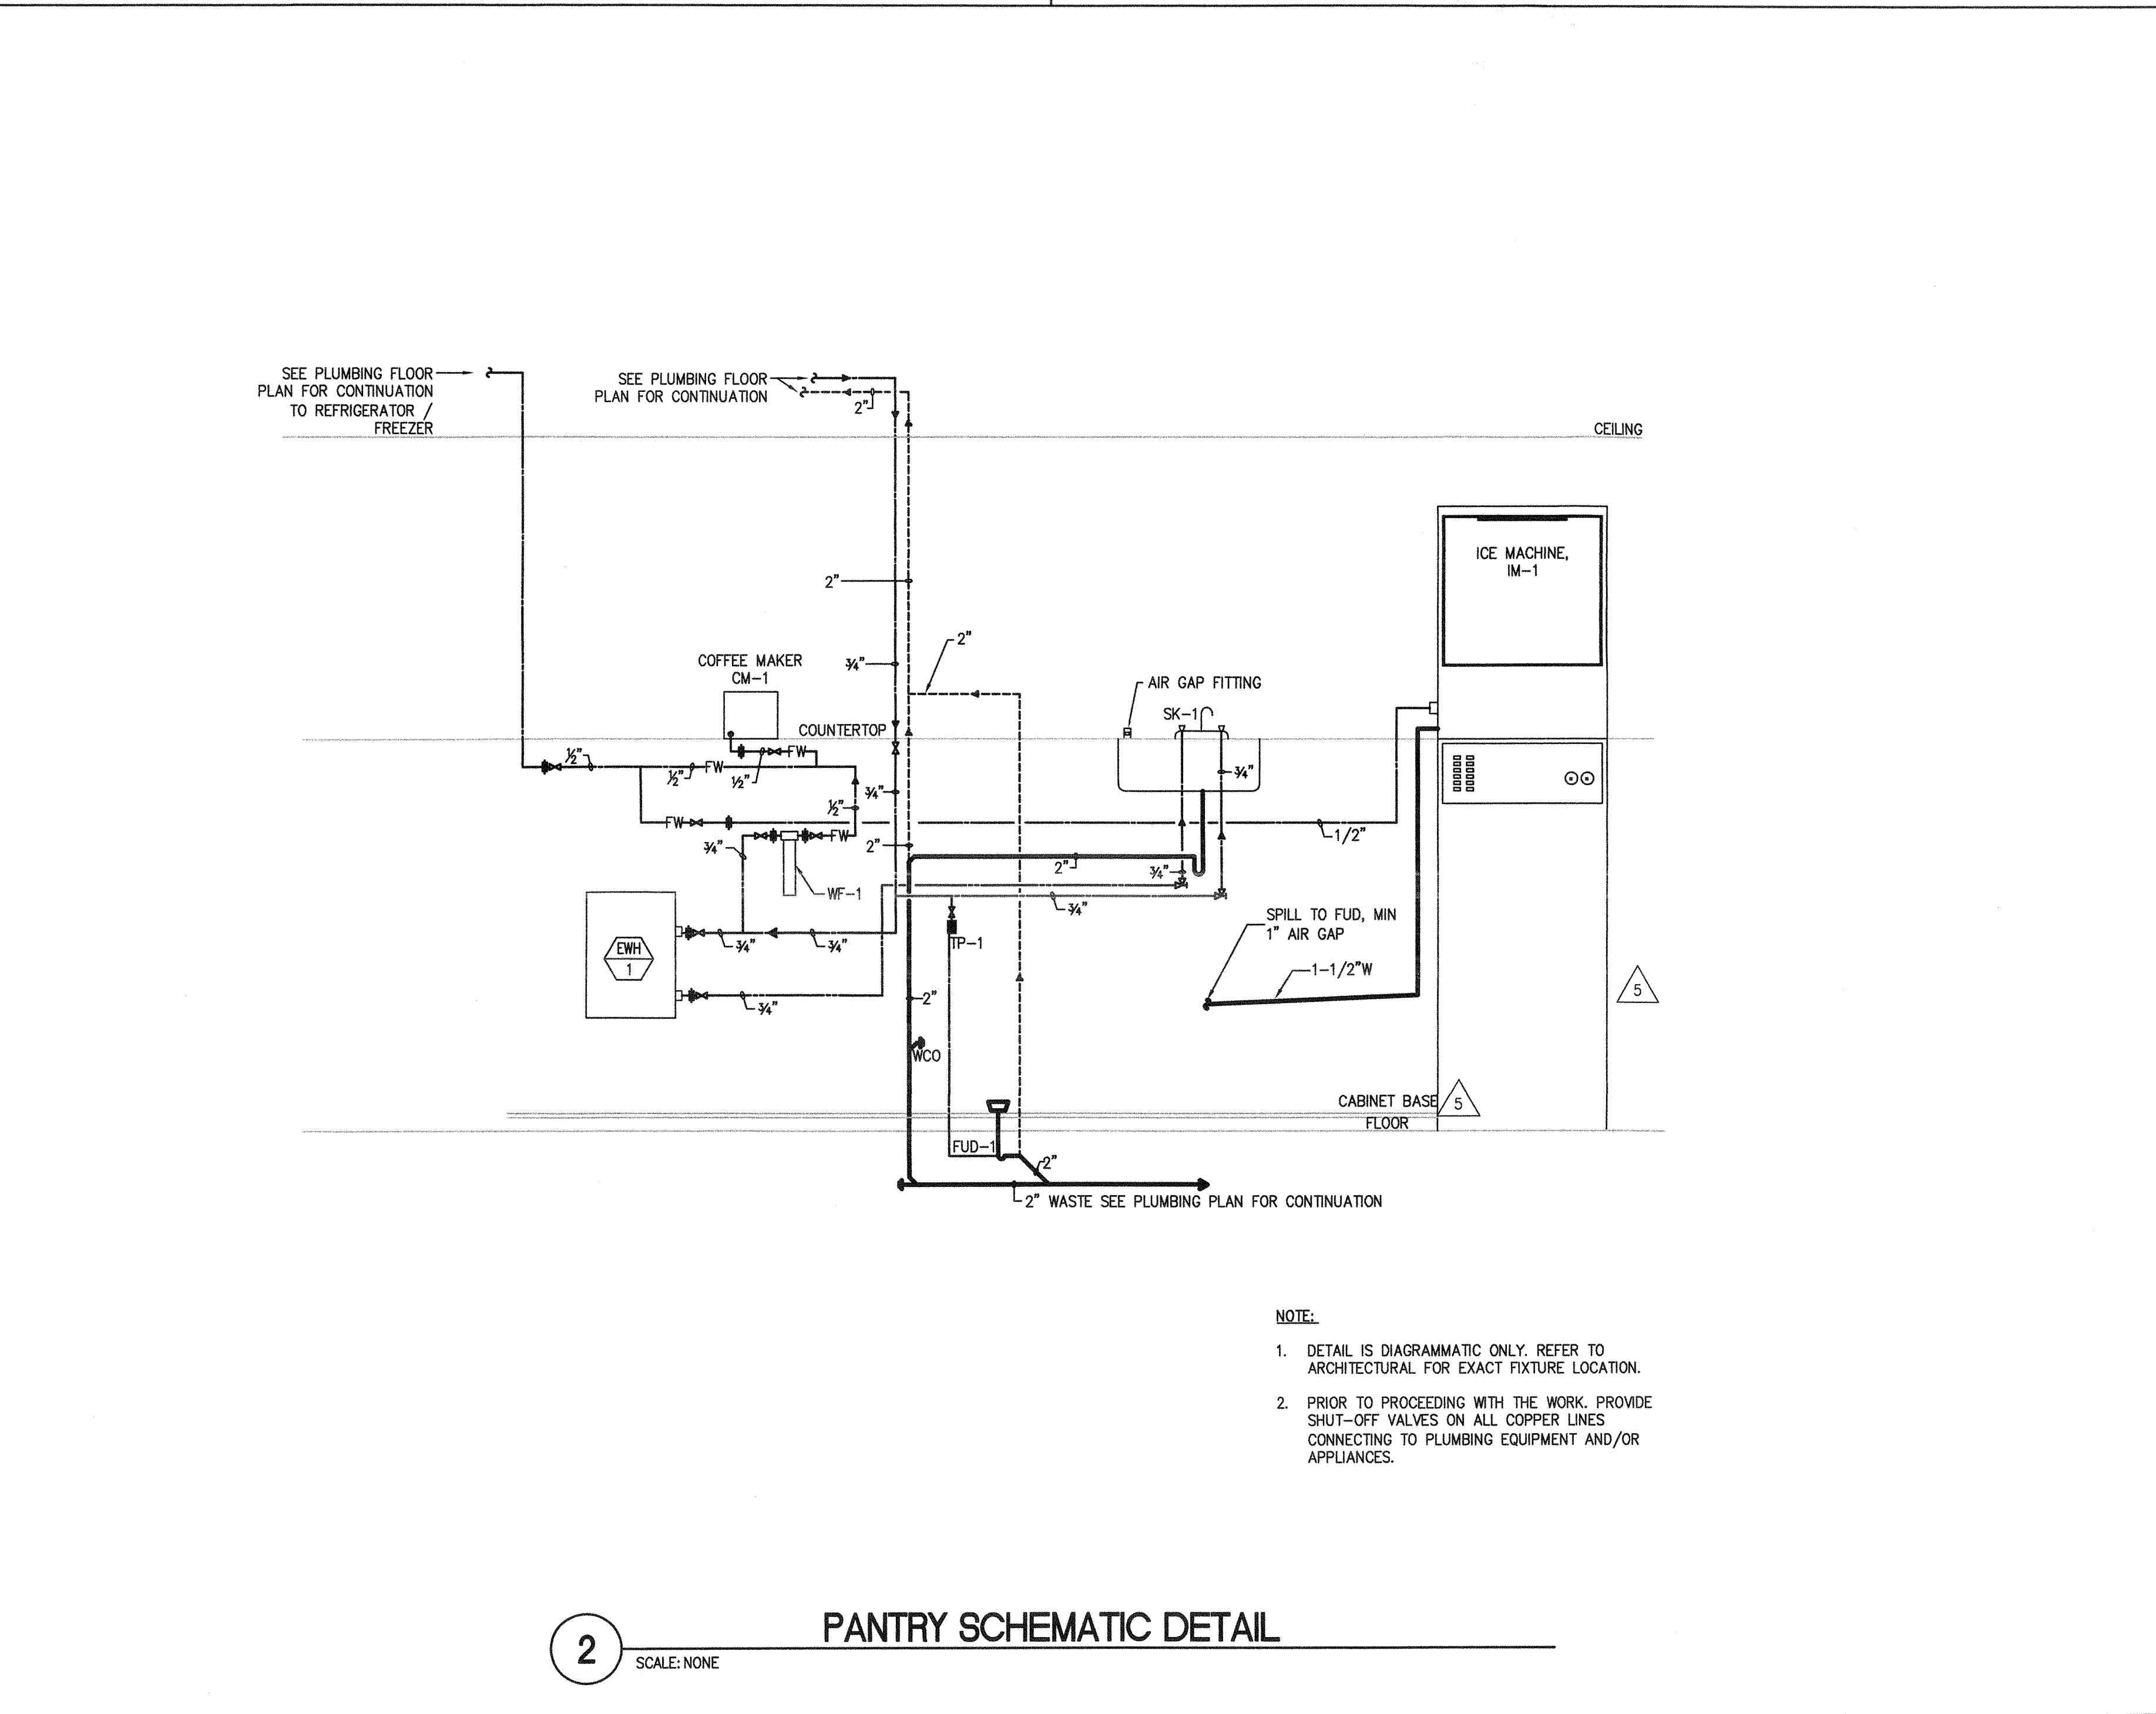 SEE PLUMBING FLOOR
PLAN FOR CONTINUATION
TO REFRIGERATOR /
FREEZER
SEE PLUMBING FLOOR
PLAN FOR CONTINUATION
2"
CEILING
ICE MACHINE,
IM-1
2"
2"
3/4"
COFFEE MAKER
CM-1
AIR GAP FITTING
SK-1
COUNTERTOP
FW
1/2"
1/2"
FW
1/2"
3/4"
3/4"
1/2"
FW
FW
1/2"
3/4"
2"
2"
3/4"
WF-1
3/4"
SPILL TO FUD, MIN
1" AIR GAP
TP-1
3/4"
3/4"
EWH
1
1-1/2"W
5
2"
3/4"
WCO
CABINET BASE
5
FLOOR
FUD-1
2"
2" WASTE SEE PLUMBING PLAN FOR CONTINUATION
NOTE:
1. DETAIL IS DIAGRAMMATIC ONLY. REFER TO
ARCHITECTURAL FOR EXACT FIXTURE LOCATION.
2. PRIOR TO PROCEEDING WITH THE WORK. PROVIDE
SHUT-OFF VALVES ON ALL COPPER LINES
CONNECTING TO PLUMBING EQUIPMENT AND/OR
APPLIANCES.
2
PANTRY SCHEMATIC DETAIL
SCALE: NONE